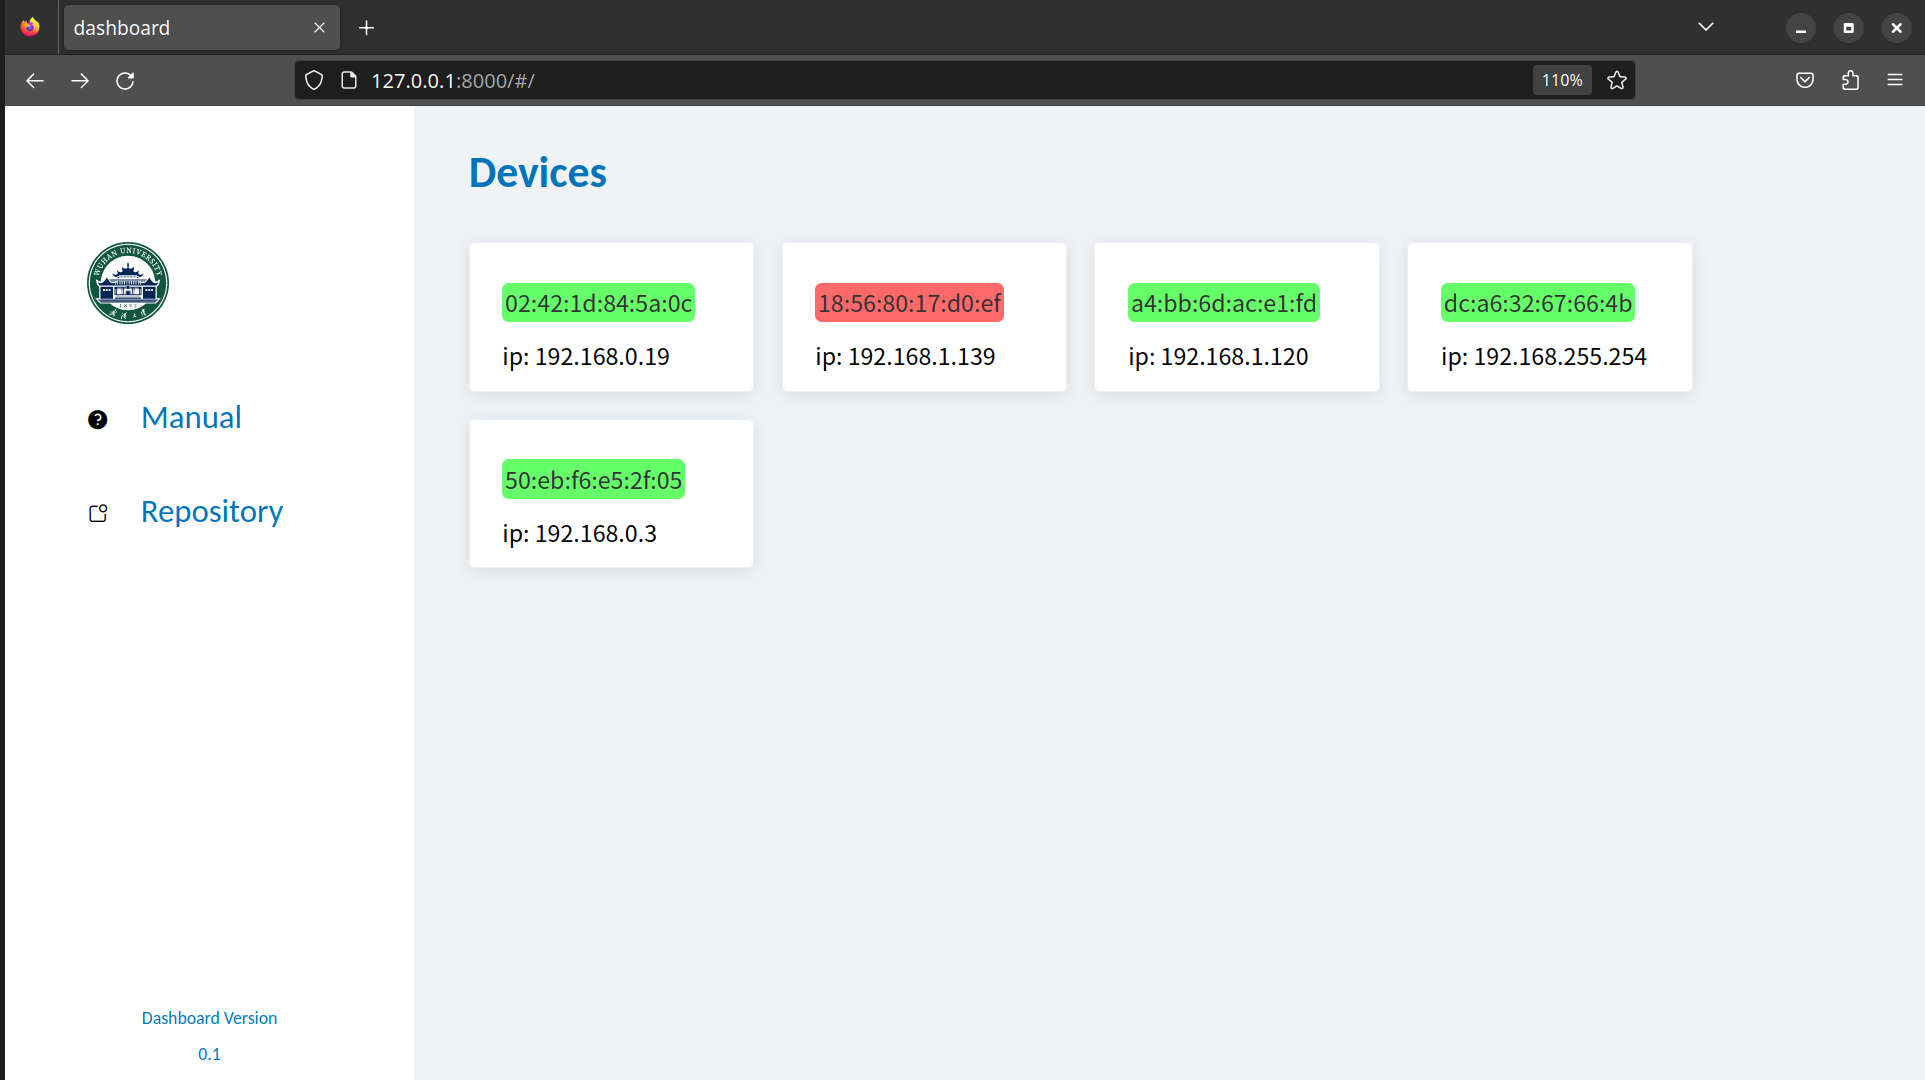 dashboard
127.0.0.1:8000/#/
110%
WUHAN UNIVERSITY
1893
Manual
Repository
Dashboard Version
0.1
Devices
02:42:1d:84:5a:0c
ip: 192.168.0.19
18:56:80:17:d0:ef
ip: 192.168.1.139
a4:bb:6d:ac:e1:fd
ip: 192.168.1.120
dc:a6:32:67:66:4b
ip: 192.168.255.254
50:eb:f6:e5:2f:05
ip: 192.168.0.3